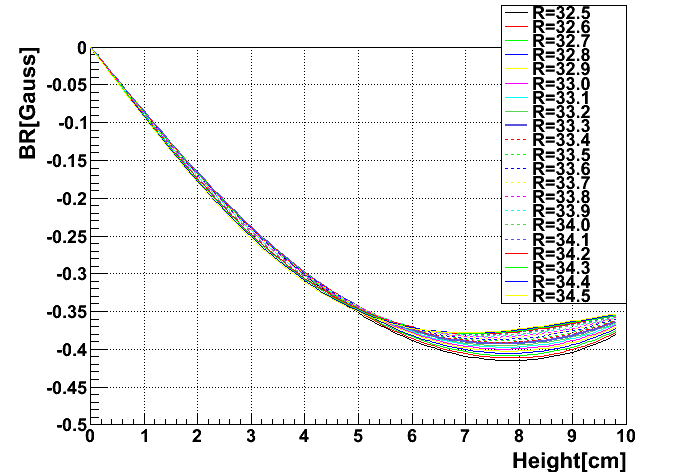 R=32.5
R=32.6
R=32.7
R=32.8
R=32.9
R=33.0
R=33.1
R=33.2
R=33.3
R=33.4
R=33.5
R=33.6
R=33.7
R=33.8
R=33.9
R=34.0
R=34.1
R=34.2
R=34.3
R=34.4
R=34.5
BR[Gauss]
0
-0.05
-0.1
-0.15
-0.2
-0.25
-0.3
-0.35
-0.4
-0.45
-0.5
0 1 2 3 4 5 6 7 8 9 10
Height[cm]